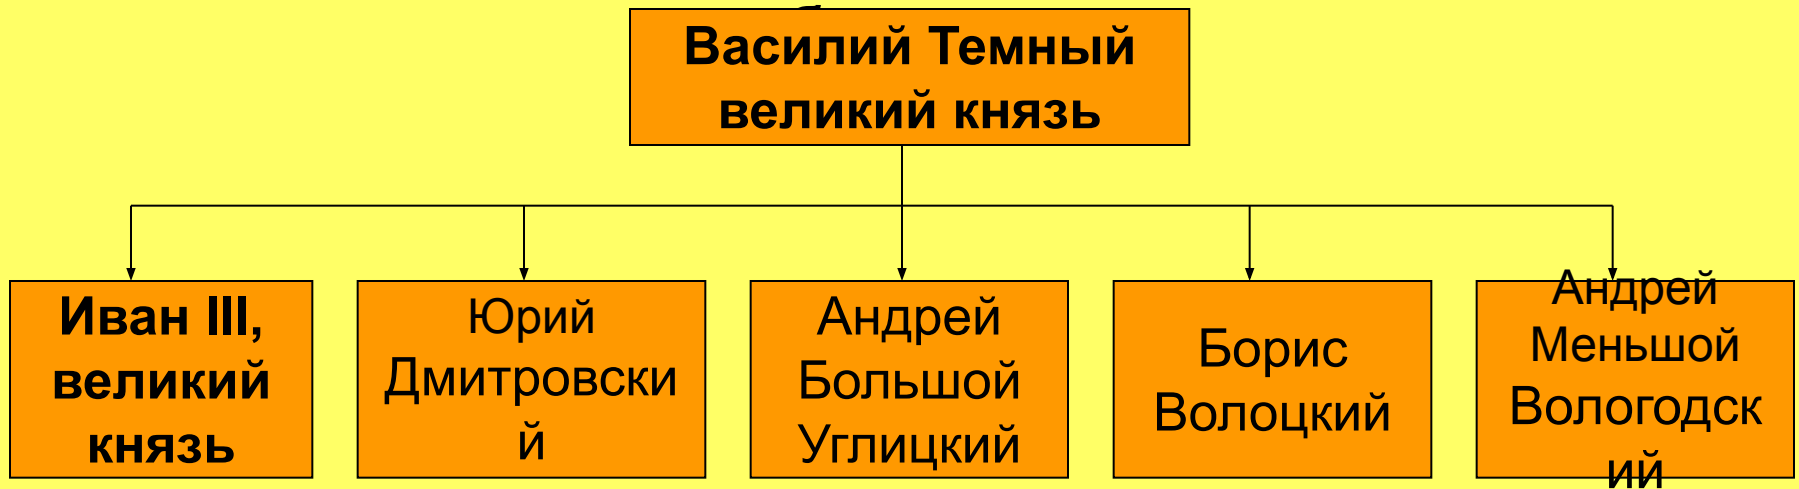 Василий Темный
великий князь
Иван III,
великий
князь
Юрий
Дмитровски
й
Андрей
Большой
Углицкий
Борис
Волоцкий
Андрей
Меньшой
Вологодск
ий